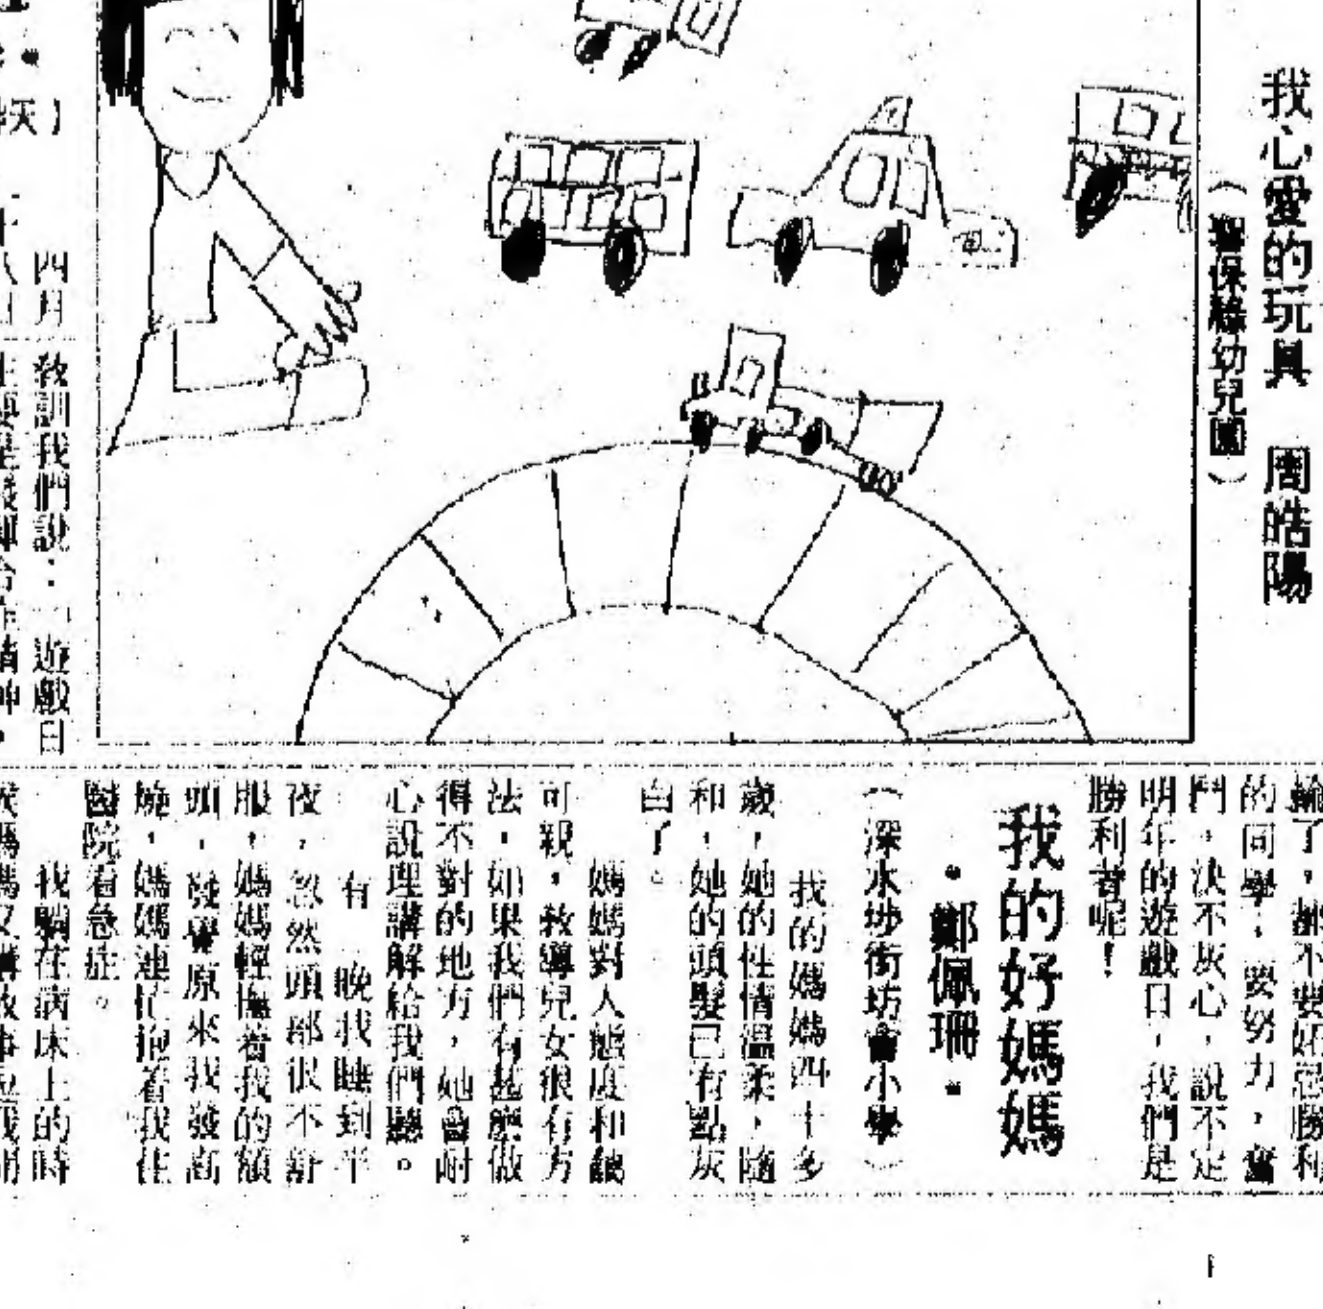 我心愛的玩具　周皓陽
（聖保祿幼兒園）
四月
教訓我們說：「遊戲日
輸了，都不要妒忌勝利
的同學，要努力，奮
鬥，決不灰心，說不定
明年的遊戲日，我們是
勝利者呢！
我的好媽媽
•鄭佩珊•
（深水埗街坊會小學）
我的媽媽四十多
歲，她的性情溫柔，隨
和，她的頭髮已有點灰
白了。
媽媽對人態度和藹
可親，教導兒女很有方
法，如果我們有甚麼做
得不對的地方，她會耐
心說理講解給我們聽。
有一晚我睡到半
夜，忽然頭部很不舒
服，媽媽輕撫着我的額
頭，發覺原來我發高
燒，媽媽連忙抱着我往
醫院看急症。
我躺在病床上的時
候媽媽又講故事